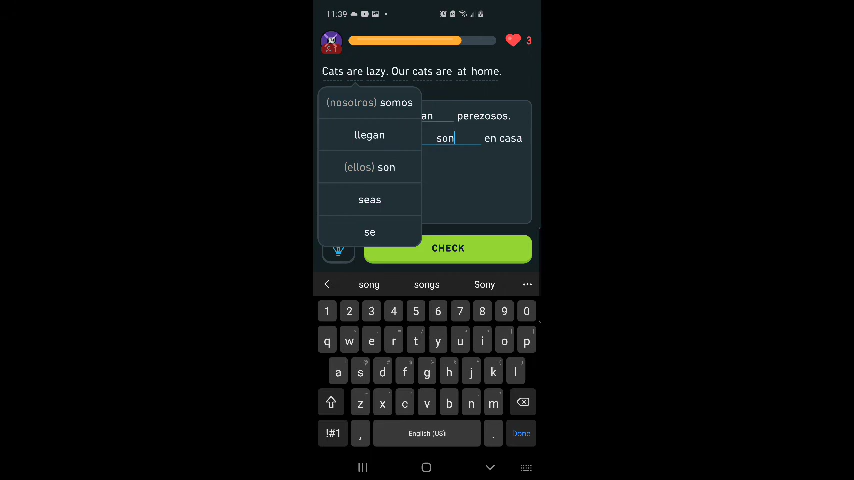 11:39
3
Cats are lazy. Our cats are at home.
(nosotros) somos
an perezosos.
llegan
son en casa
(ellos) son
seas
se
CHECK
song songs Sony
1 2 3 4 5 6 7 8 9 0
q w e r t y u i o p
a s d f g h j k l
z x c v b n m
!#1 , English (US) . Done